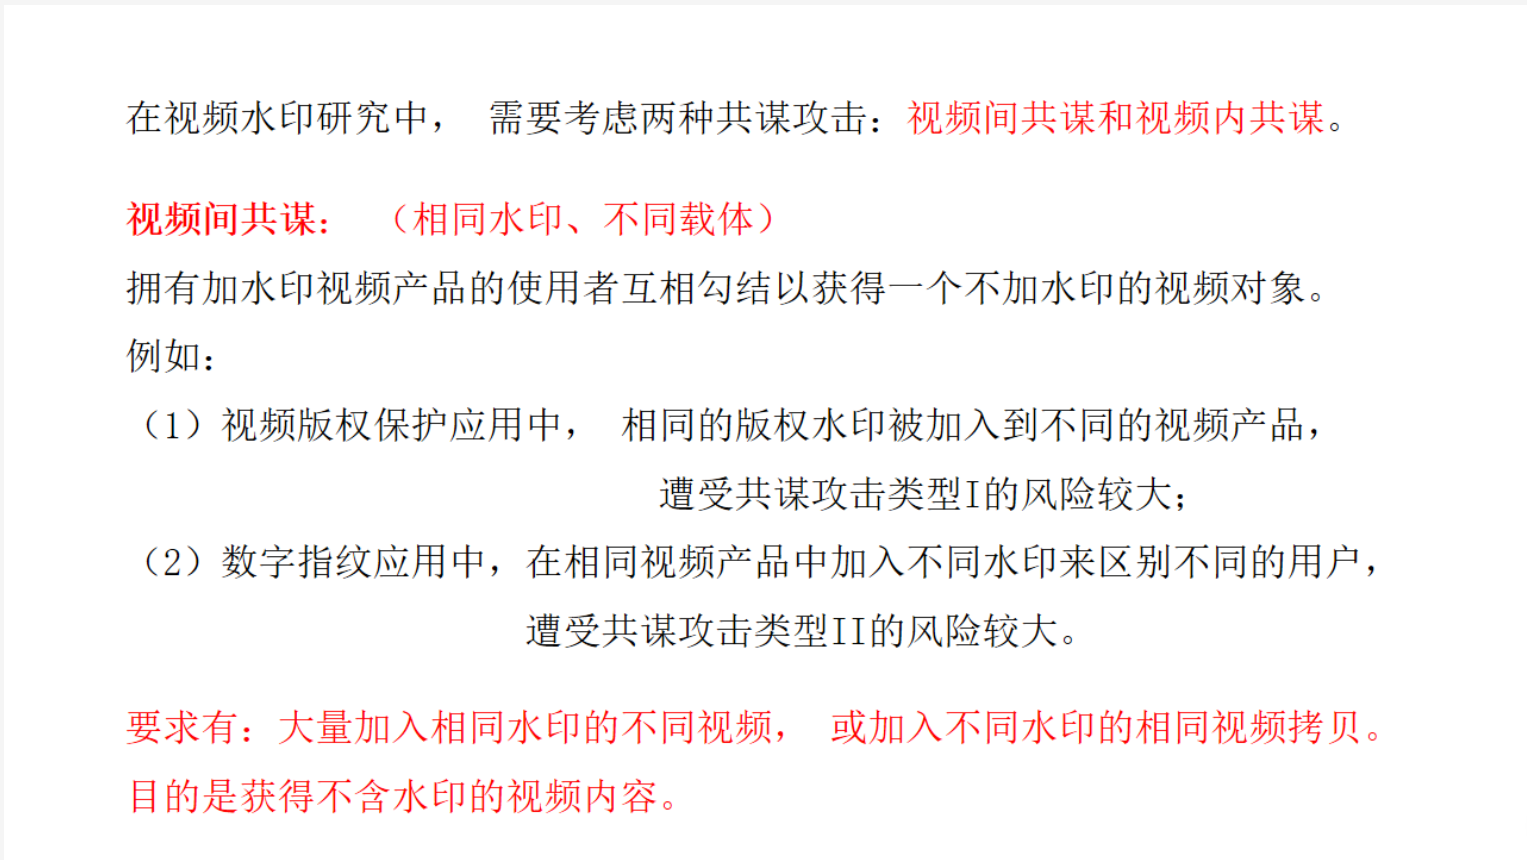 在视频水印研究中， 需要考虑两种共谋攻击：视频间共谋和视频内共谋。
视频间共谋： （相同水印、不同载体）
拥有加水印视频产品的使用者互相勾结以获得一个不加水印的视频对象。
例如：
（1）视频版权保护应用中， 相同的版权水印被加入到不同的视频产品，
遭受共谋攻击类型I的风险较大；
（2）数字指纹应用中，在相同视频产品中加入不同水印来区别不同的用户，
遭受共谋攻击类型II的风险较大。
要求有：大量加入相同水印的不同视频， 或加入不同水印的相同视频拷贝。
目的是获得不含水印的视频内容。